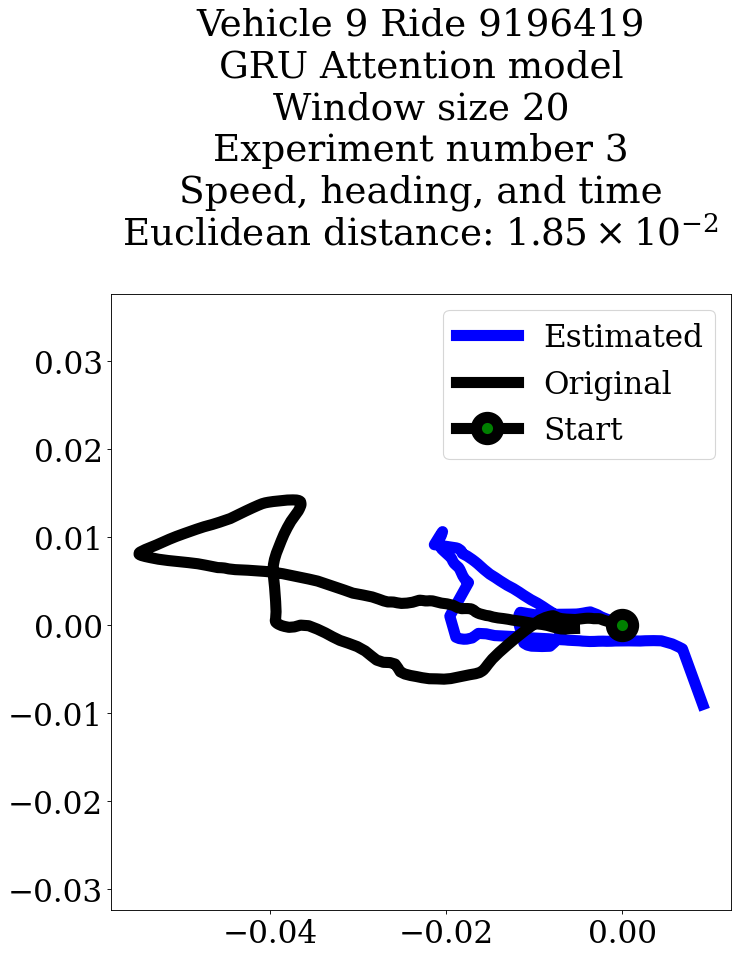 Vehicle 9 Ride 9196419
GRU Attention model
Window size 20
Experiment number 3
Speed, heading, and time
Euclidean distance: 1.85 × 10⁻²
Estimated
Original
Start
0.03
0.02
0.01
0.00
−0.01
−0.02
−0.03
−0.04
−0.02
0.00